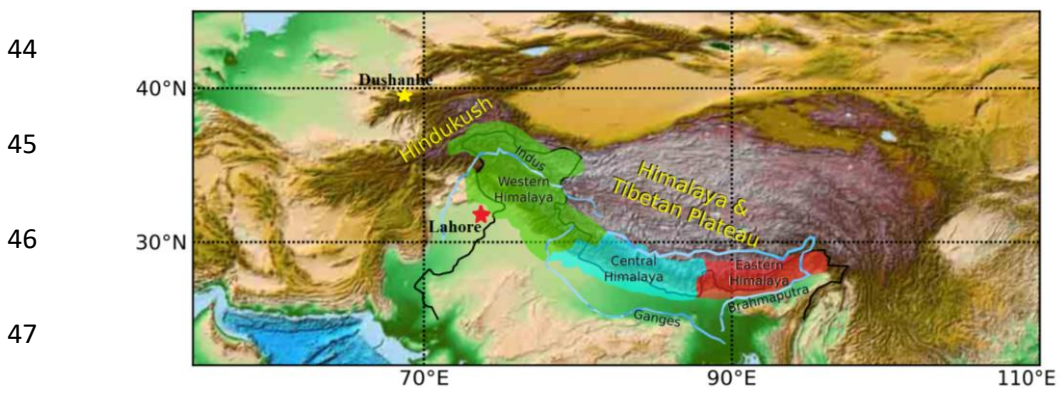 44
Dushanbe
40°N
Hindukush
45
Indus
Western
Himalaya
Himalaya &
Tibetan Plateau
Lahore
46
30°N
Central
Himalaya
Eastern
Himalaya
Brahmaputra
Ganges
47
70°E
90°E
110°E